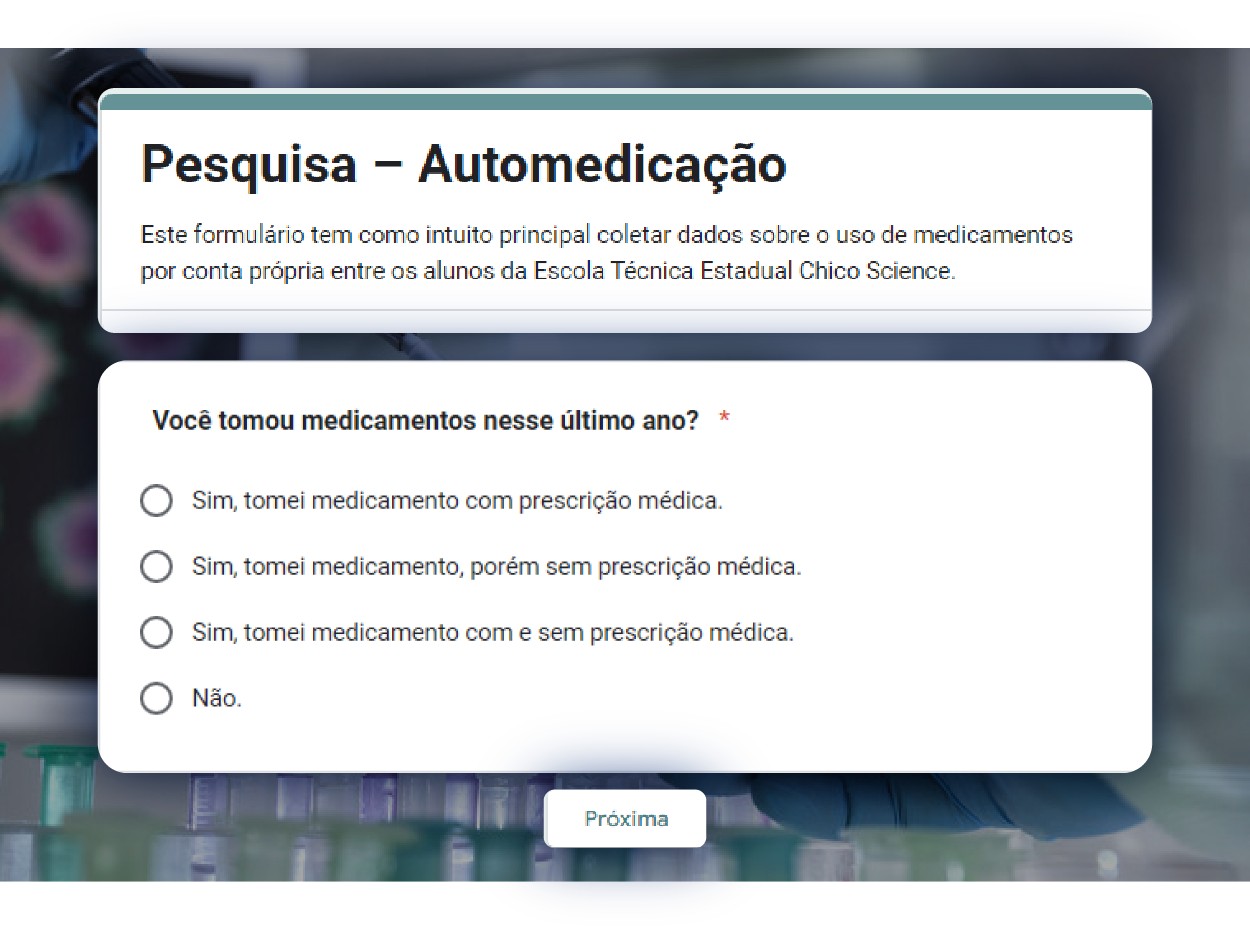 Pesquisa – Automedicação
Este formulário tem como intuito principal coletar dados sobre o uso de medicamentos
por conta própria entre os alunos da Escola Técnica Estadual Chico Science.
Você tomou medicamentos nesse último ano? *
Sim, tomei medicamento com prescrição médica.
Sim, tomei medicamento, porém sem prescrição médica.
Sim, tomei medicamento com e sem prescrição médica.
Não.
Próxima